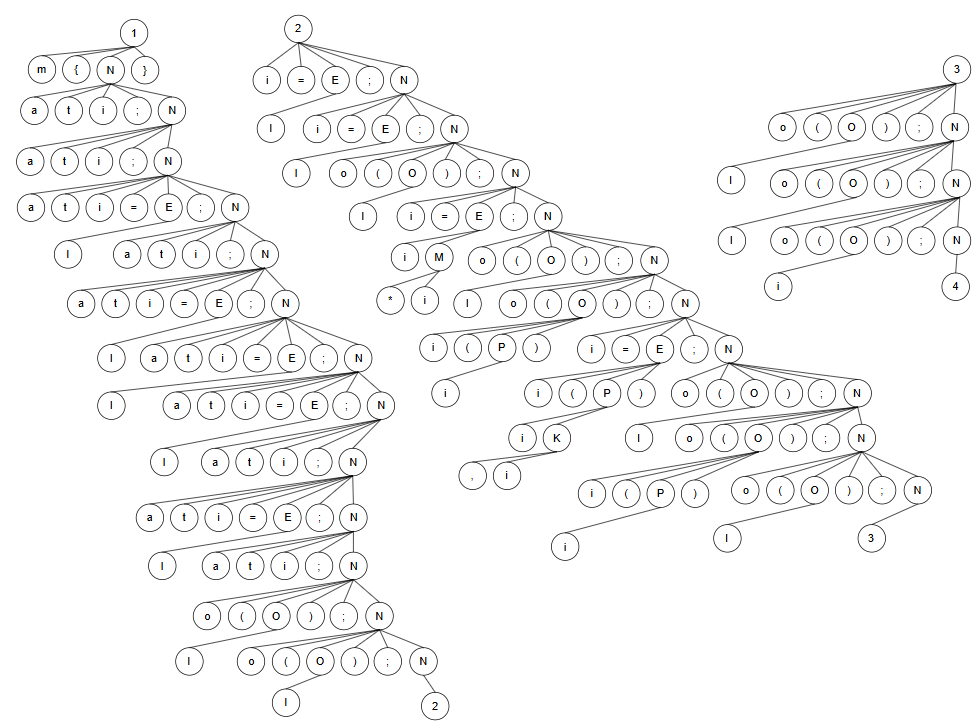 1
m { N }
a t i ; N
a t i ; N
a t i = E ; N
l a t i ; N
a t i = E ; N
l a t i = E ; N
l a t i = E ; N
l a t i ; N
a t i = E ; N
l a t i ; N
o ( O ) ; N
l o ( O ) ; N
l 2
2
i = E ; N
l i = E ; N
l o ( O ) ; N
l i = E ; N
i M o ( O ) ; N
* i l o ( O ) ; N
i ( P ) i = E ; N
i i ( P ) o ( O ) ; N
i K l o ( O ) ; N
, i i ( P ) o ( O ) ; N
i l 3
3
o ( O ) ; N
l o ( O ) ; N
l o ( O ) ; N
i 4